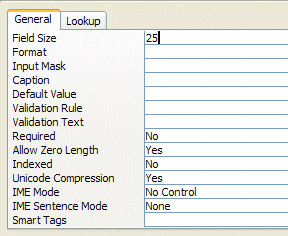 General Lookup
Field Size 25
Format
Input Mask
Caption
Default Value
Validation Rule
Validation Text
Required No
Allow Zero Length Yes
Indexed No
Unicode Compression Yes
IME Mode No Control
IME Sentence Mode None
Smart Tags